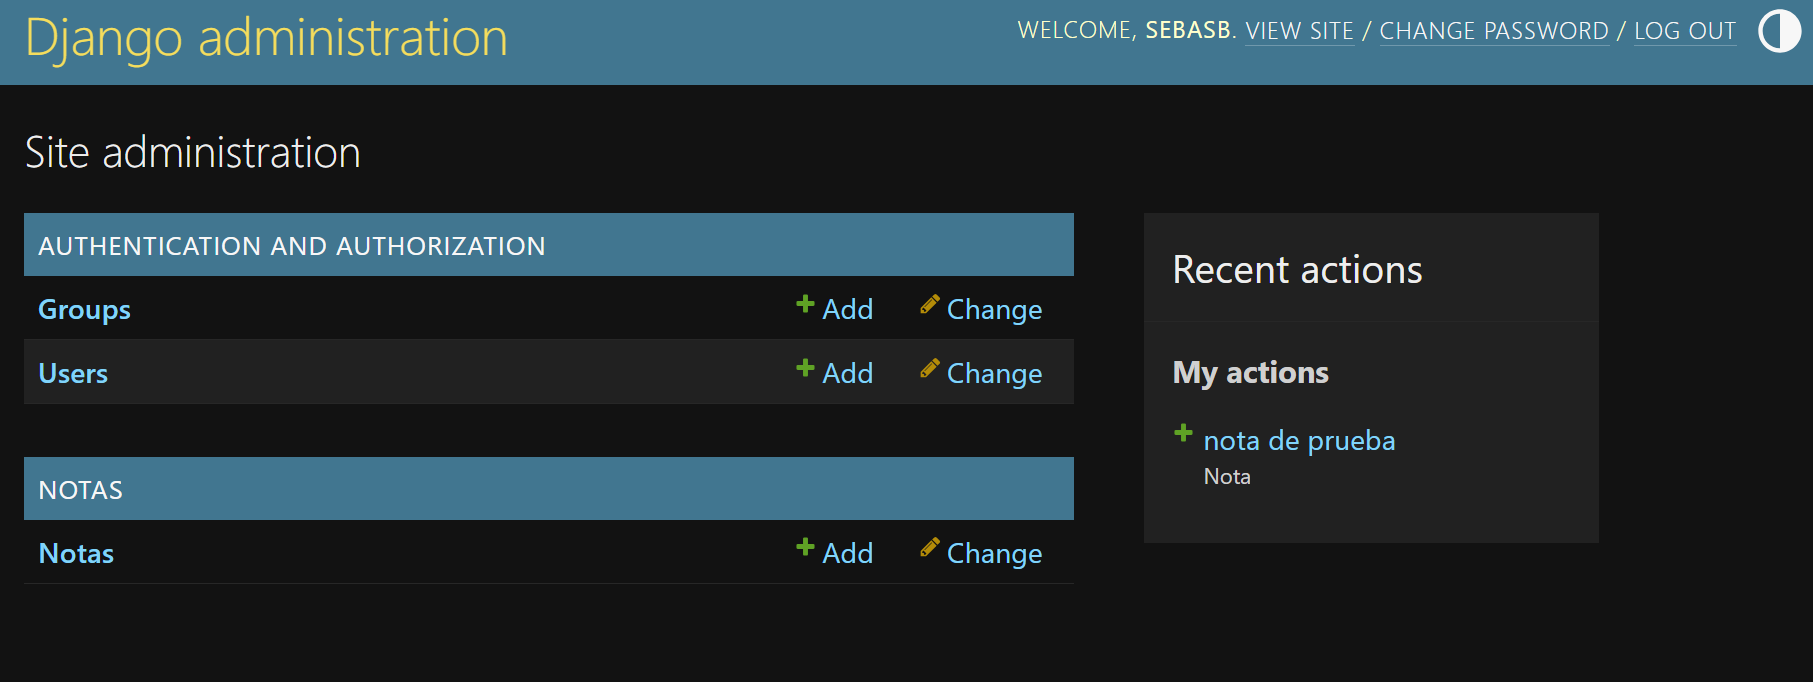 Django administration
WELCOME, SEBASB. VIEW SITE / CHANGE PASSWORD / LOG OUT
Site administration
AUTHENTICATION AND AUTHORIZATION
Groups Add Change
Users Add Change
NOTAS
Notas Add Change
Recent actions
My actions
nota de prueba
Nota